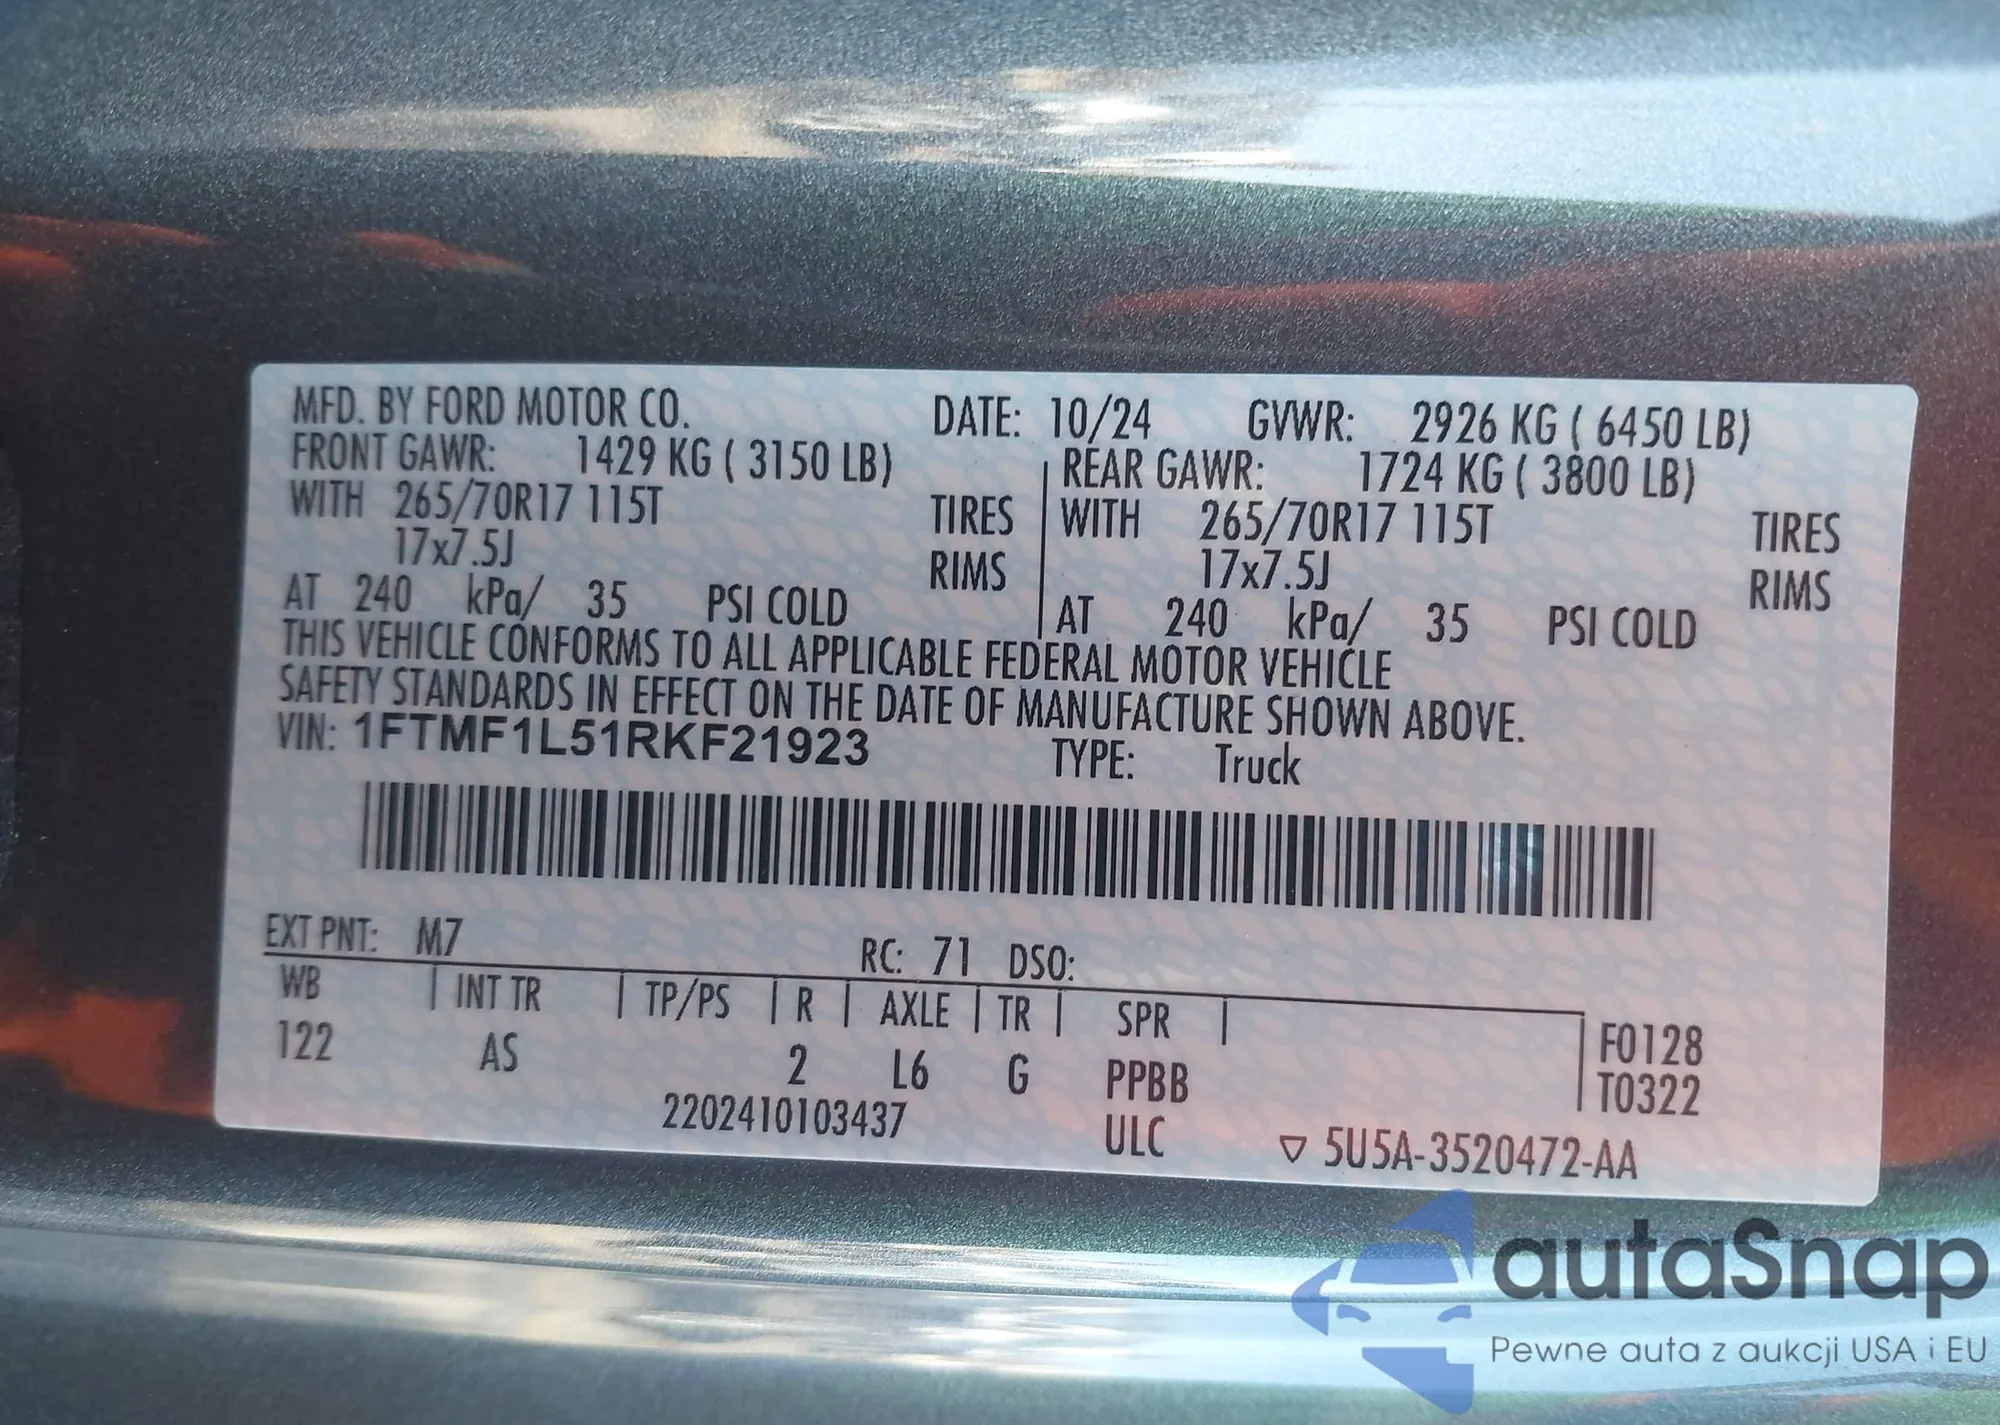 MFD. BY FORD MOTOR CO. DATE: 10/24 GVWR: 2926 KG ( 6450 LB)
FRONT GAWR: 1429 KG ( 3150 LB) REAR GAWR: 1724 KG ( 3800 LB)
WITH 265/70R17 115T TIRES WITH 265/70R17 115T TIRES
17x7.5J RIMS 17x7.5J RIMS
AT 240 kPa/ 35 PSI COLD AT 240 kPa/ 35 PSI COLD
THIS VEHICLE CONFORMS TO ALL APPLICABLE FEDERAL MOTOR VEHICLE
SAFETY STANDARDS IN EFFECT ON THE DATE OF MANUFACTURE SHOWN ABOVE.
VIN: 1FTMF1L51RKF21923 TYPE: Truck
EXT PNT: M7 RC: 71 DSO:
WB | INT TR | TP/PS | R | AXLE | TR | SPR | F0128
122 AS 2 L6 G PPBB T0322
2202410103437 ULC ▽ 5U5A-3520472-AA
autaSnap
Pewne auta z aukcji USA i EU